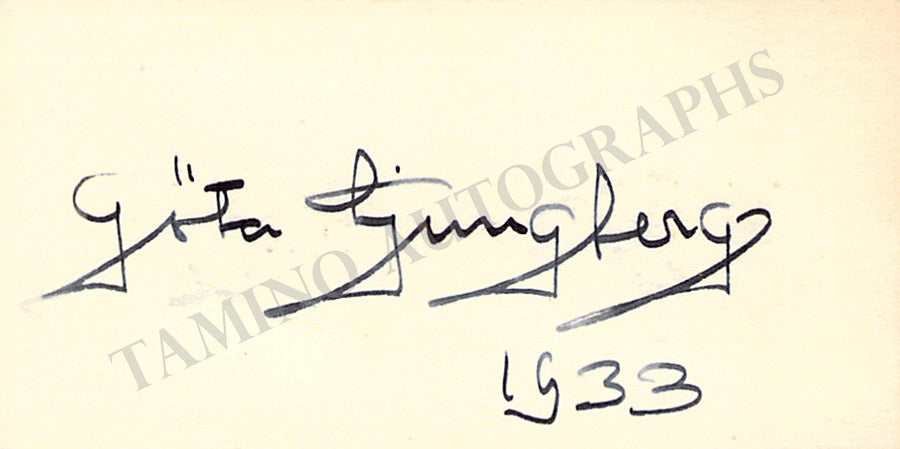 Göta Ljungberg
1933
TAMINO AUTOGRAPHS